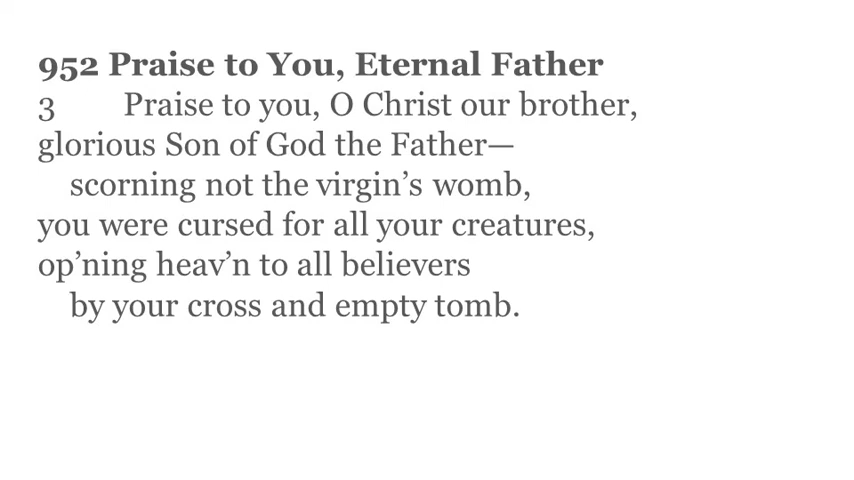 952 Praise to You, Eternal Father
3 Praise to you, O Christ our brother,
glorious Son of God the Father—
scorning not the virgin’s womb,
you were cursed for all your creatures,
op’ning heav’n to all believers
by your cross and empty tomb.